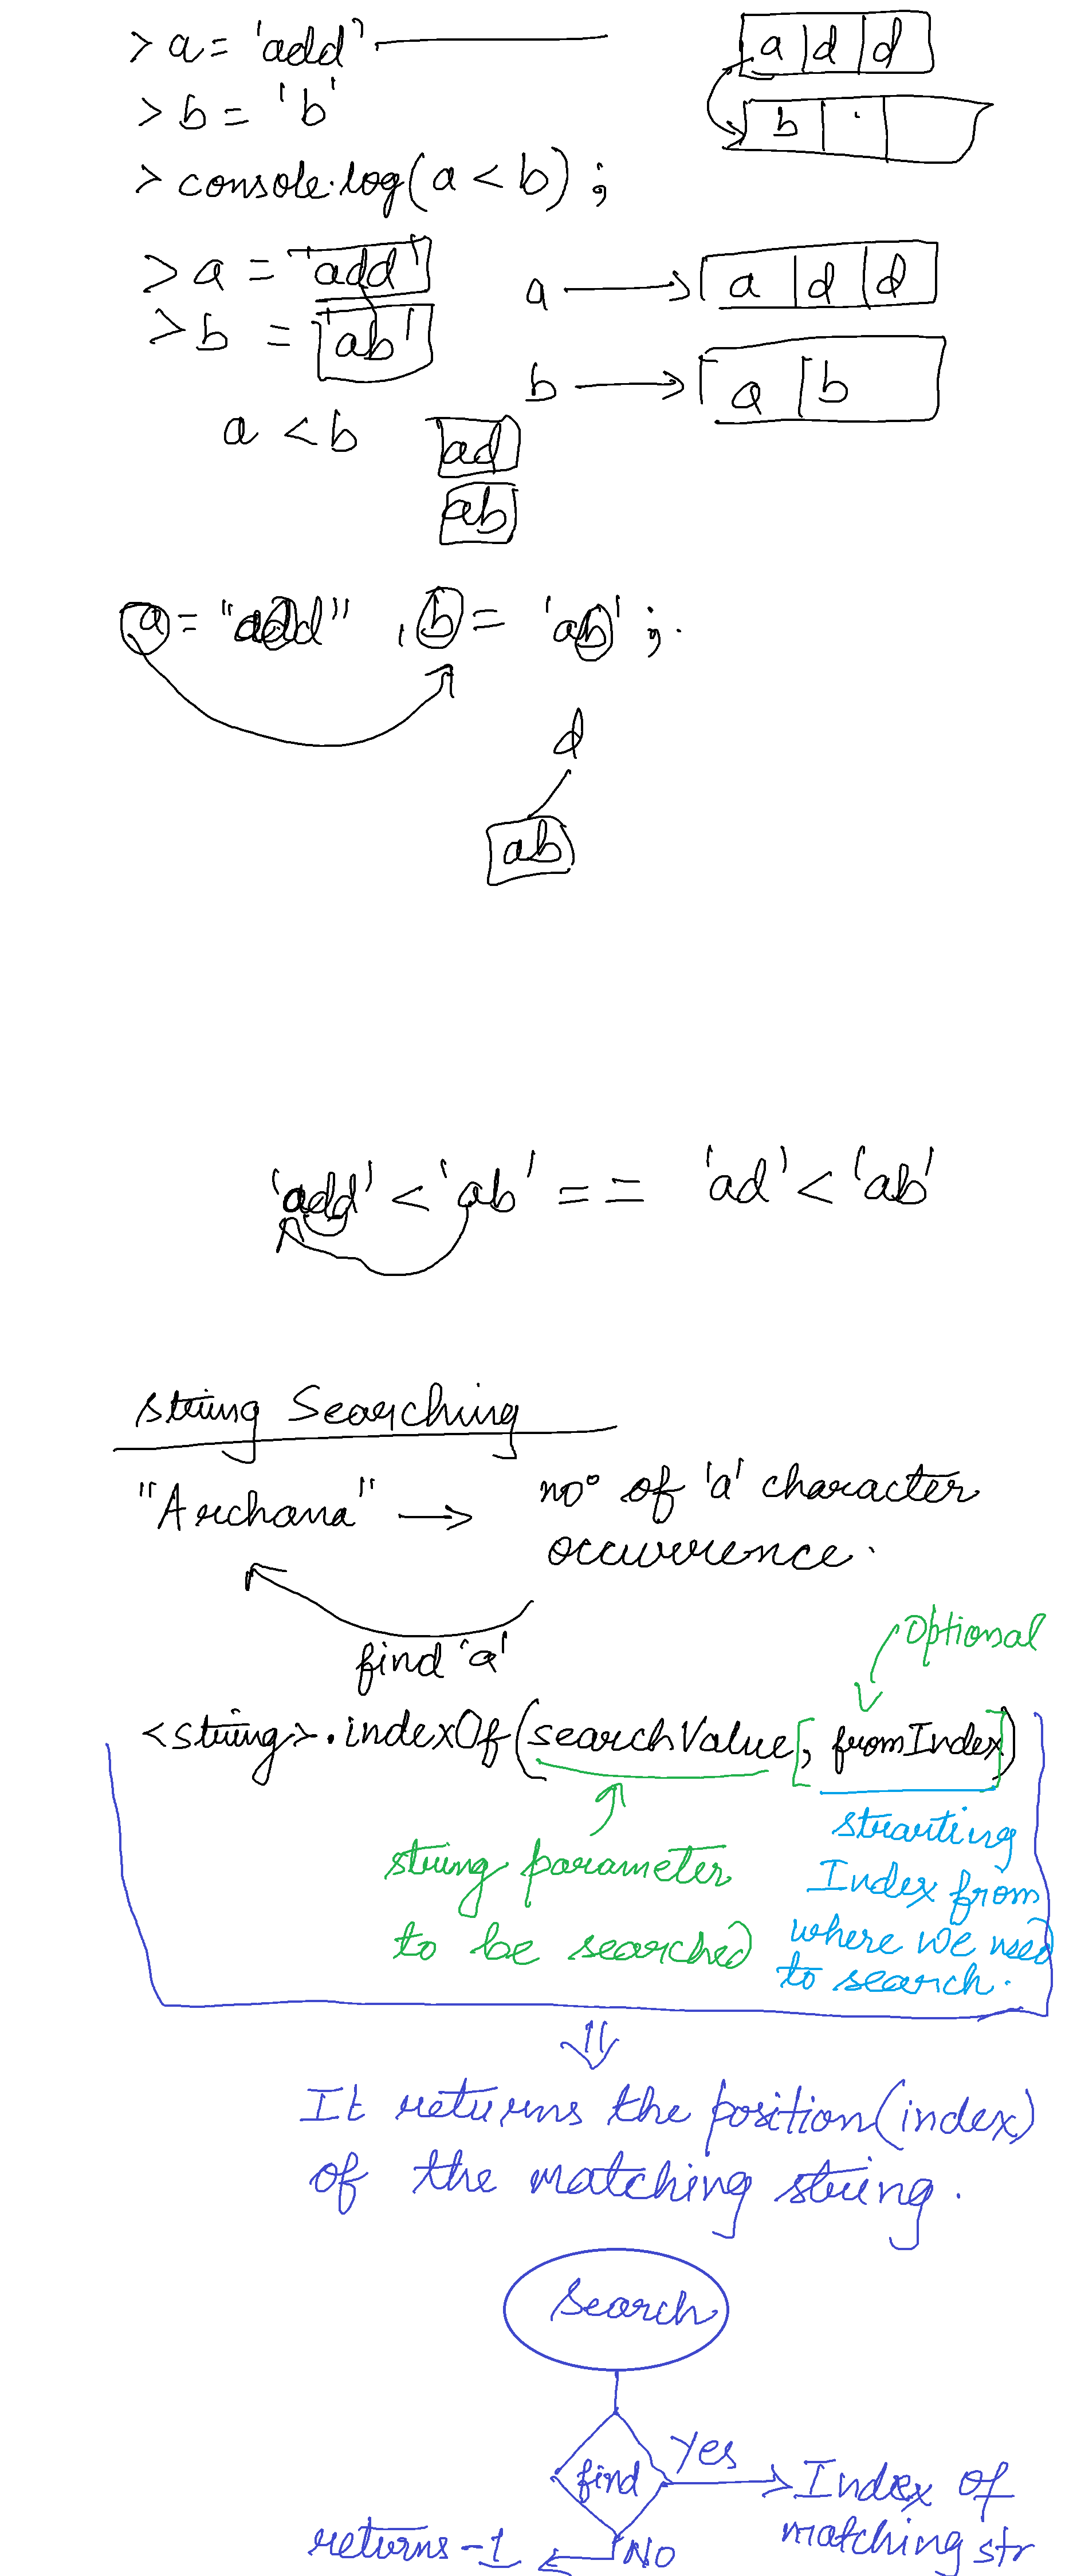 > a = 'add' a d d
> b = 'b' b
> console.log(a < b) ;
> a = 'add' a → a d d
> b = 'ab' b → a b
a < b ad
ab
a = "add" , b = 'ab' ;
d
ab
'add' < 'ab' == 'ad' < 'ab'
String Searching
"Archana" → no° of 'a' character
occurrence.
find 'a'
Optional
<string>.indexOf(searchValue[, fromIndex])
string parameter
to be searched
starting
Index from
where we need
to search.
It returns the position(index)
of the matching string.
Search
find
Yes
Index Of
matching str
No
returns -1